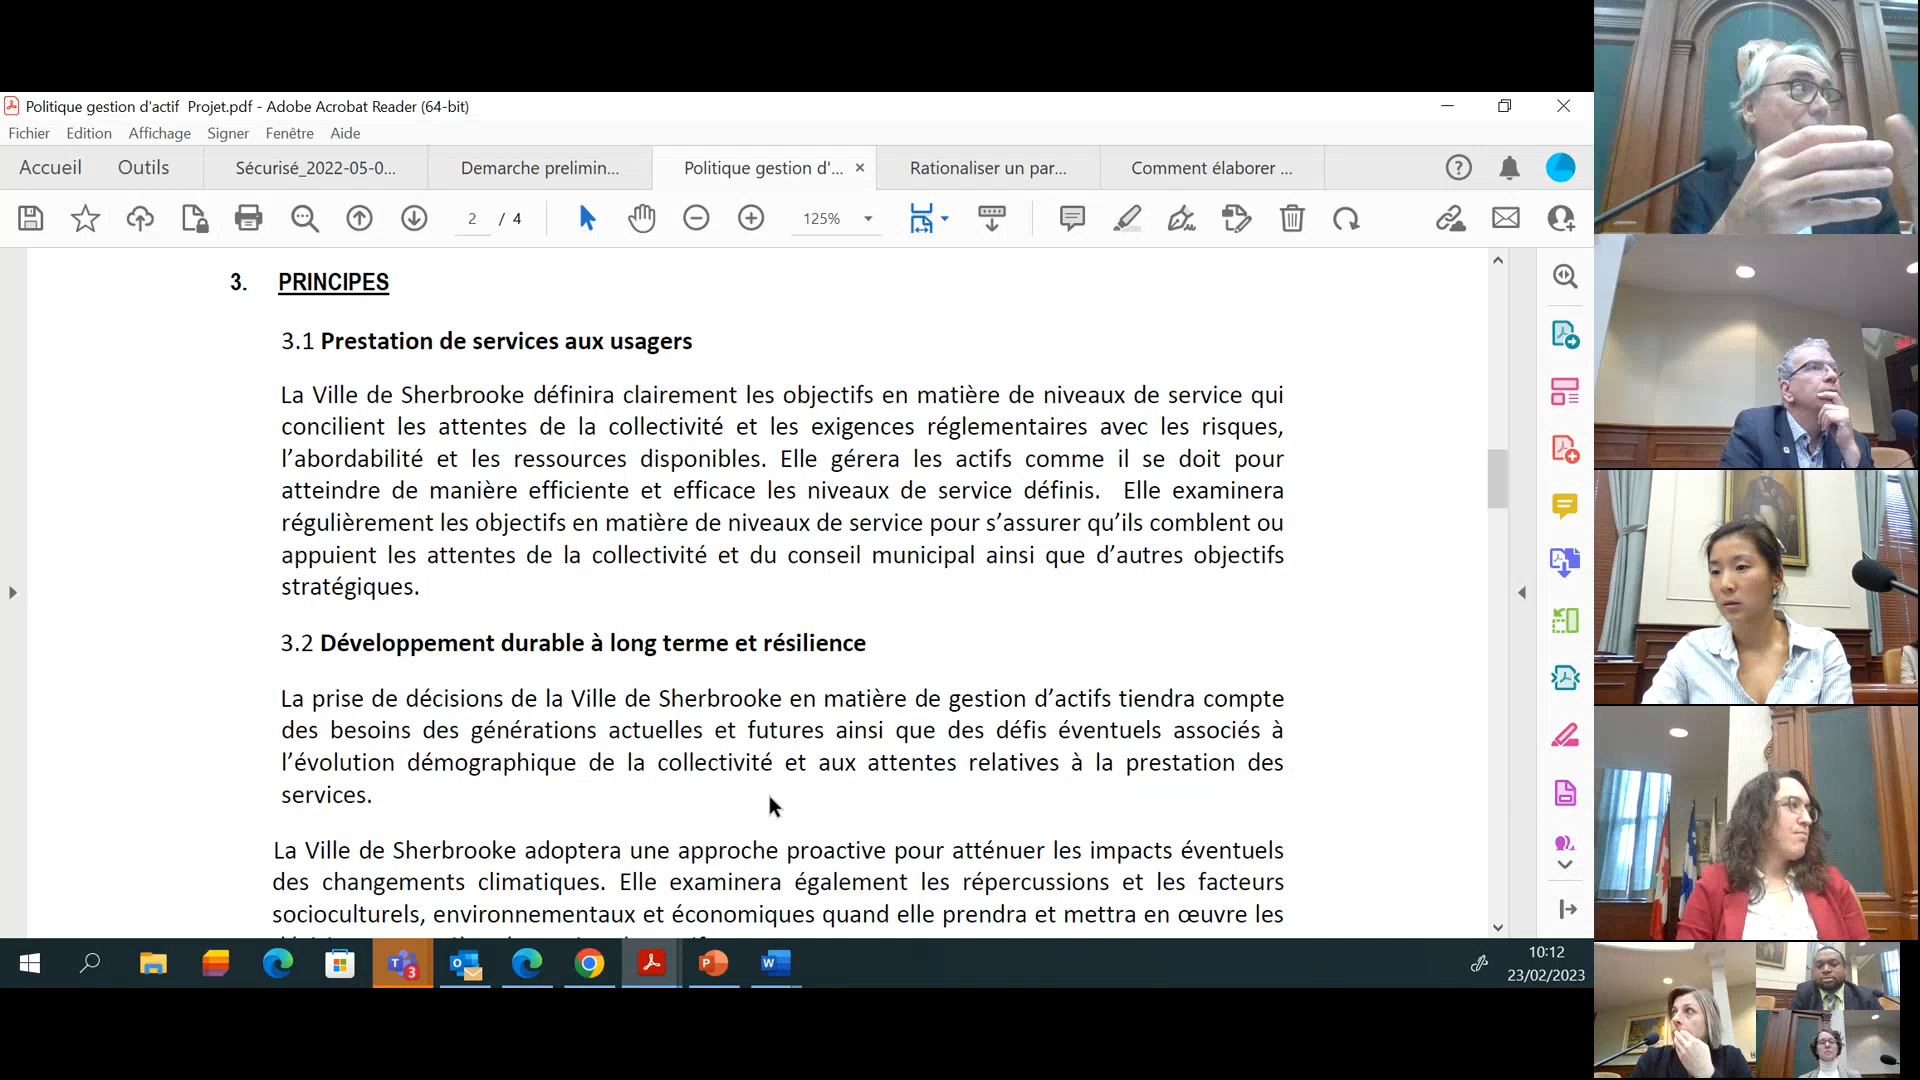 Politique gestion d'actif  Projet.pdf - Adobe Acrobat Reader (64-bit)
Fichier Edition Affichage Signer Fenêtre Aide
Accueil Outils Sécurisé_2022-05-0... Demarche prelimin... Politique gestion d'... × Rationaliser un par... Comment élaborer ...
2 / 4 125%
3. PRINCIPES
3.1 Prestation de services aux usagers
La Ville de Sherbrooke définira clairement les objectifs en matière de niveaux de service qui
concilient les attentes de la collectivité et les exigences réglementaires avec les risques,
l’abordabilité et les ressources disponibles. Elle gérera les actifs comme il se doit pour
atteindre de manière efficiente et efficace les niveaux de service définis.  Elle examinera
régulièrement les objectifs en matière de niveaux de service pour s’assurer qu’ils comblent ou
appuient les attentes de la collectivité et du conseil municipal ainsi que d’autres objectifs
stratégiques.
3.2 Développement durable à long terme et résilience
La prise de décisions de la Ville de Sherbrooke en matière de gestion d’actifs tiendra compte
des besoins des générations actuelles et futures ainsi que des défis éventuels associés à
l’évolution démographique de la collectivité et aux attentes relatives à la prestation des
services.
La Ville de Sherbrooke adoptera une approche proactive pour atténuer les impacts éventuels
des changements climatiques. Elle examinera également les répercussions et les facteurs
socioculturels, environnementaux et économiques quand elle prendra et mettra en œuvre les
3
10:12
23/02/2023